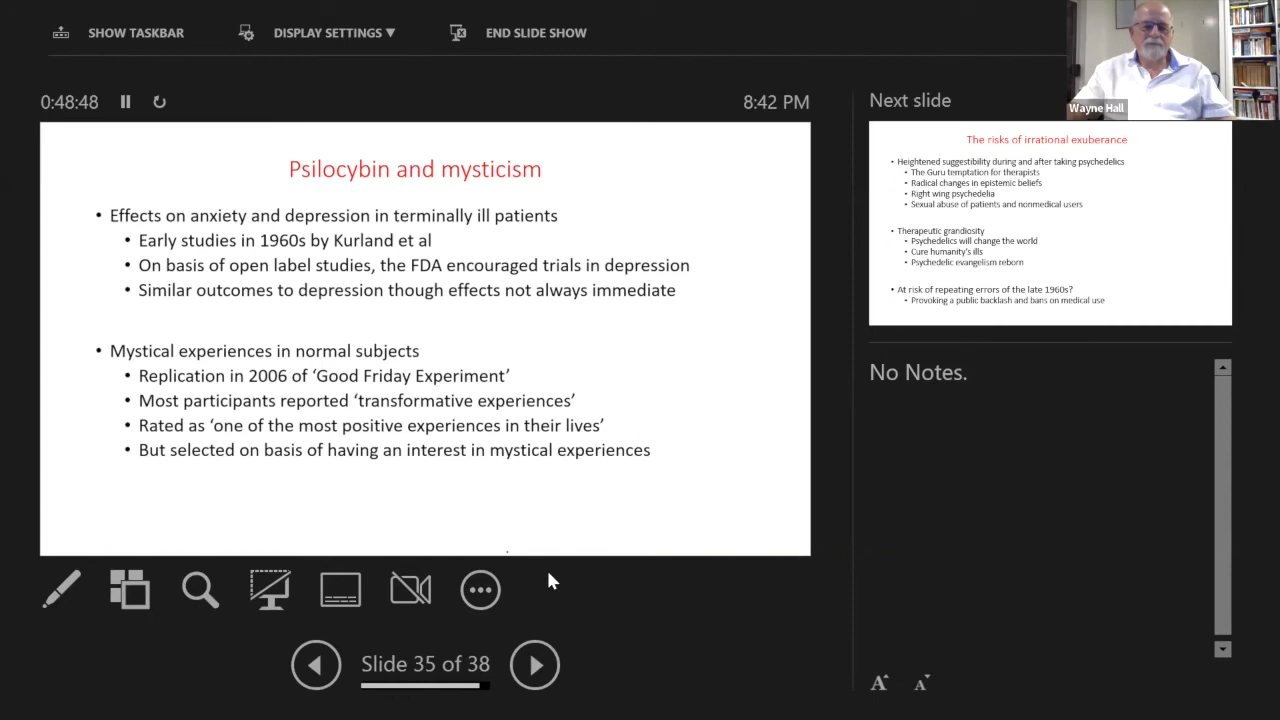 SHOW TASKBAR
DISPLAY SETTINGS ▼
END SLIDE SHOW
0:48:48
8:42 PM
Psilocybin and mysticism
• Effects on anxiety and depression in terminally ill patients
• Early studies in 1960s by Kurland et al
• On basis of open label studies, the FDA encouraged trials in depression
• Similar outcomes to depression though effects not always immediate
• Mystical experiences in normal subjects
• Replication in 2006 of ‘Good Friday Experiment’
• Most participants reported ‘transformative experiences’
• Rated as ‘one of the most positive experiences in their lives’
• But selected on basis of having an interest in mystical experiences
Slide 35 of 38
Wayne Hall
Next slide
The risks of irrational exuberance
• Heightened suggestibility during and after taking psychedelics
• The Guru temptation for therapists
• Radical changes in epistemic beliefs
• Right wing psychedelia
• Sexual abuse of patients and nonmedical users
• Therapeutic grandiosity
• Psychedelics will change the world
• Cure humanity's ills
• Psychedelic evangelism reborn
• At risk of repeating errors of the late 1960s?
• Provoking a public backlash and bans on medical use
No Notes.
A A